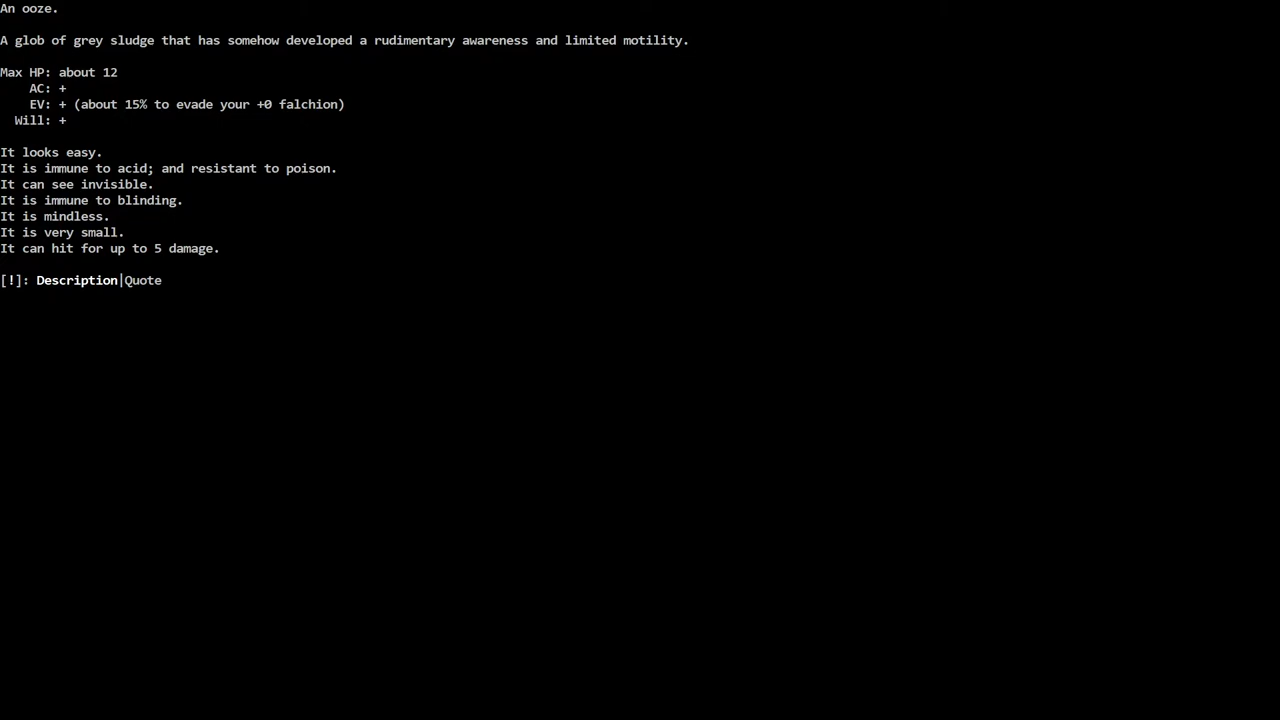 An ooze.
A glob of grey sludge that has somehow developed a rudimentary awareness and limited motility.
Max HP: about 12
AC: +
EV: + (about 15% to evade your +0 falchion)
Will: +
It looks easy.
It is immune to acid; and resistant to poison.
It can see invisible.
It is immune to blinding.
It is mindless.
It is very small.
It can hit for up to 5 damage.
[!]: Description|Quote